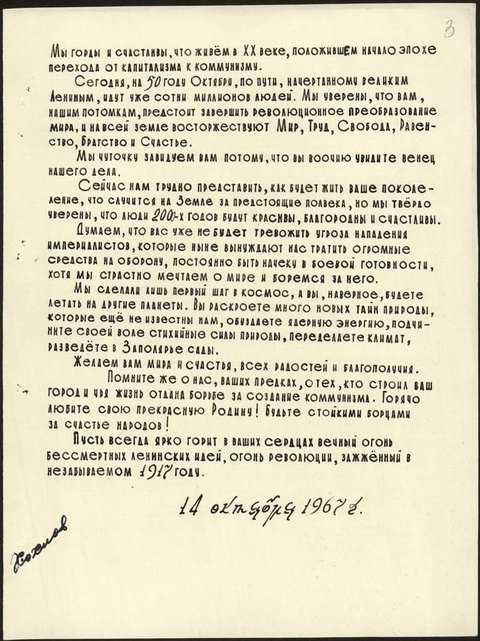 3
Мы горды и счастливы, что живём в XX веке, положившем начало эпохе
перехода от капитализма к коммунизму.
Сегодня, на 50 году Октября, по пути, начертанному великим
Лениным, идут уже сотни миллионов людей. Мы уверены, что вам,
нашим потомкам, предстоит завершить революционное преобразование
мира, и на всей земле восторжествуют Мир, Труд, Свобода, Равен-
ство, Братство и Счастье.
Мы чуточку завидуем вам потому, что вы воочию увидите венец
нашего дела.
Сейчас нам трудно представить, как будет жить ваше поколе-
ление, что случится на Земле за предстоящие полвека, но мы твёрдо
уверены, что люди 200-х годов будут красивы, благородны и счастливы.
Думаем, что вас уже не будет тревожить угроза нападения
империалистов, которые ныне вынуждают нас тратить огромные
средства на оборону, постоянно быть начеку в боевой готовности,
хотя мы страстно мечтаем о мире и боремся за него.
Мы сделали лишь первый шаг в космос, а вы, наверное, будете
летать на другие планеты. Вы раскроете много новых тайн природы,
которые ещё не известны нам, обуздаете ядерную энергию, подчи-
ните своей воле стихийные силы природы, переделаете климат,
разведёте в Заполярье сады.
Желаем вам мира и счастья, всех радостей и благополучия.
Помните же о нас, ваших предках, о тех, кто строил ваш
город и чья жизнь отдана борьбе за создание коммунизма. Горячо
любите свою прекрасную Родину! Будьте стойкими борцами
за счастье народов!
Пусть всегда ярко горит в ваших сердцах вечный огонь
бессмертных ленинских идей, огонь революции, зажжённый в
незабываемом 1917 году.
14 октября 1967 г.